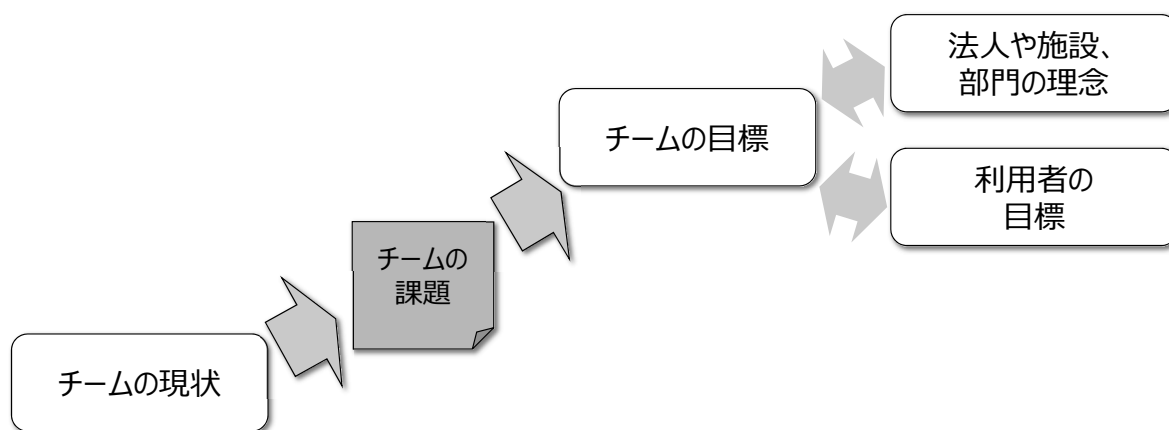 法人や施設、
部門の理念
チームの目標
利用者の
目標
チームの
課題
チームの現状